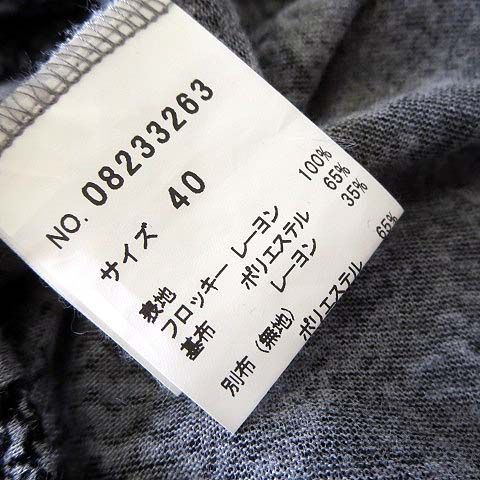 NO. 08233263
サイズ 40
表地
フロッキー レーヨン 100%
基布 ポリエステル 65%
レーヨン 35%
別布 (無地) ポリエステル 65%